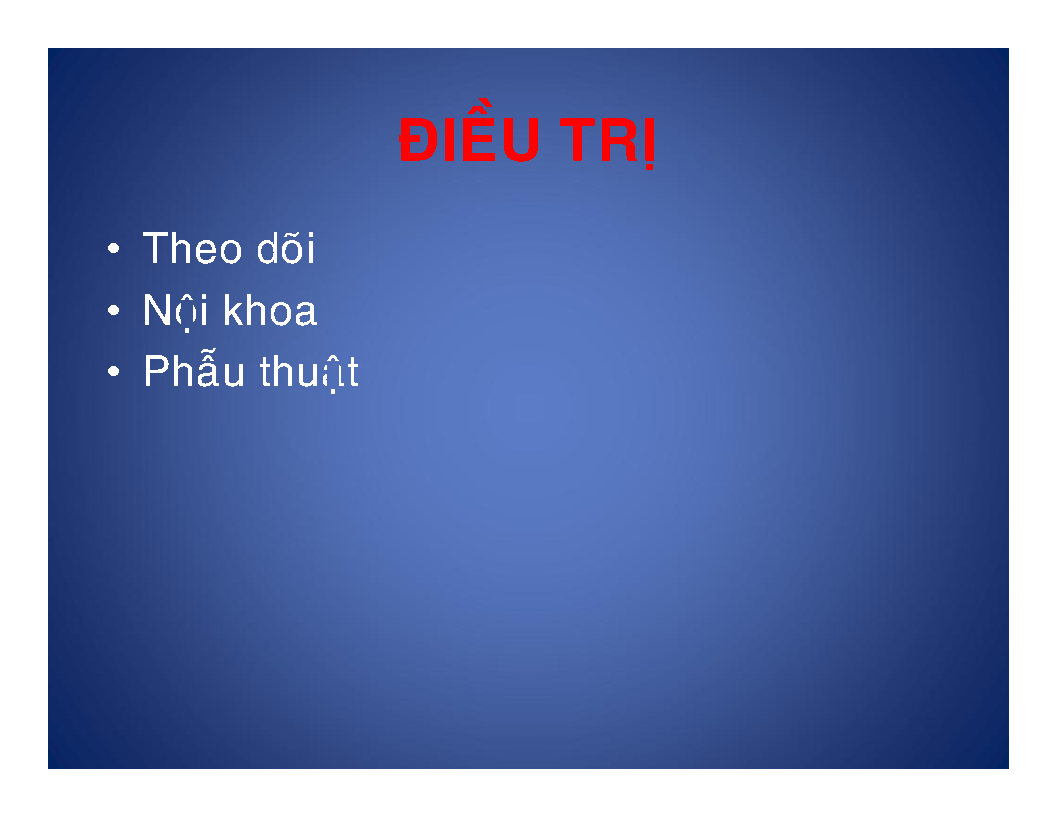 ĐIỀU TRỊ
• Theo dõi
• Nội khoa
• Phẫu thuật